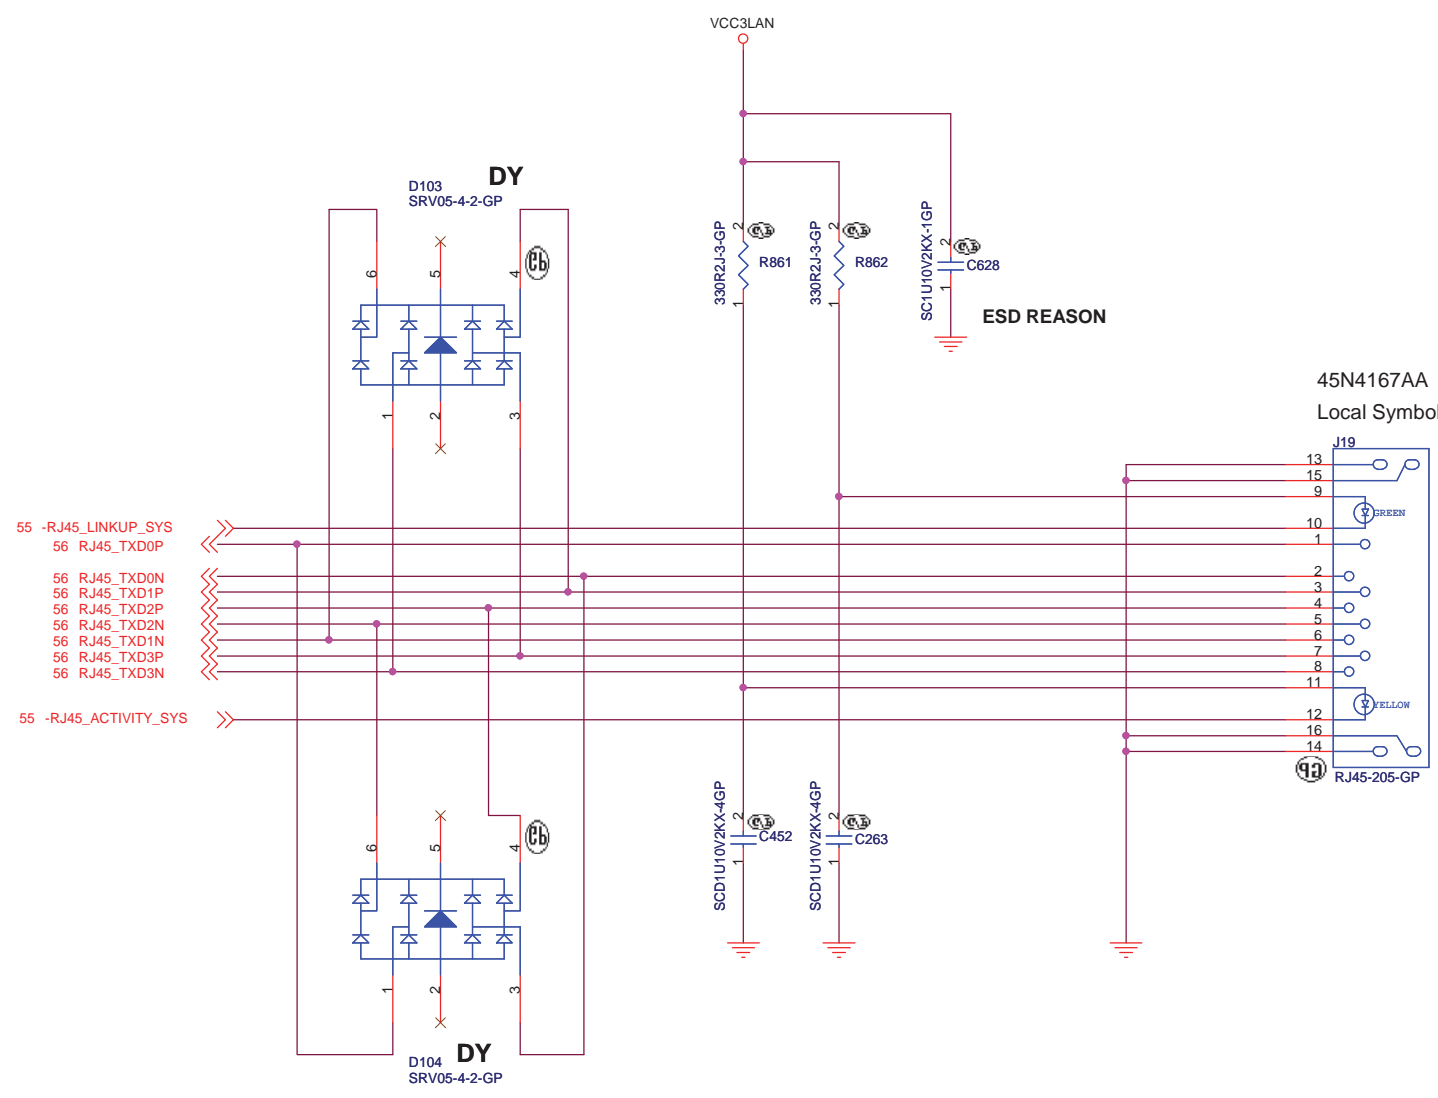 VCC3LAN
D103
SRV05-4-2-GP
DY
6
5
4
1
2
3
330R2J-3-GP
2
R861
1
330R2J-3-GP
2
R862
1
SC1U10V2KX-1GP
2
C628
1
ESD REASON
45N4167AA
Local Symbol
J19
13
15
9
GREEN
10
1
2
3
4
5
6
7
8
11
YELLOW
12
16
14
RJ45-205-GP
55 -RJ45_LINKUP_SYS
56 RJ45_TXD0P
56 RJ45_TXD0N
56 RJ45_TXD1P
56 RJ45_TXD2P
56 RJ45_TXD2N
56 RJ45_TXD1N
56 RJ45_TXD3P
56 RJ45_TXD3N
55 -RJ45_ACTIVITY_SYS
SCD1U10V2KX-4GP
2
C452
1
SCD1U10V2KX-4GP
2
C263
1
6
5
4
1
2
3
D104
DY
SRV05-4-2-GP